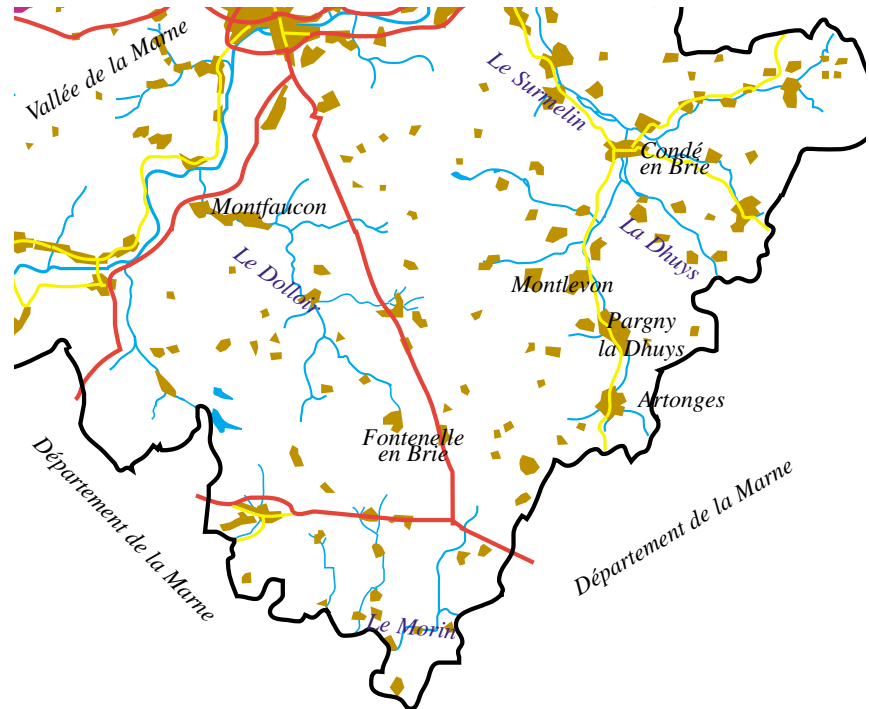 Vallée de la Marne
Le Surmelin
Condé
en Brie
Montfaucon
La Dhuys
Le Dolloir
Montlevon
Pargny
la Dhuys
Artonges
Fontenelle
en Brie
Département de la Marne
Département de la Marne
Le Morin